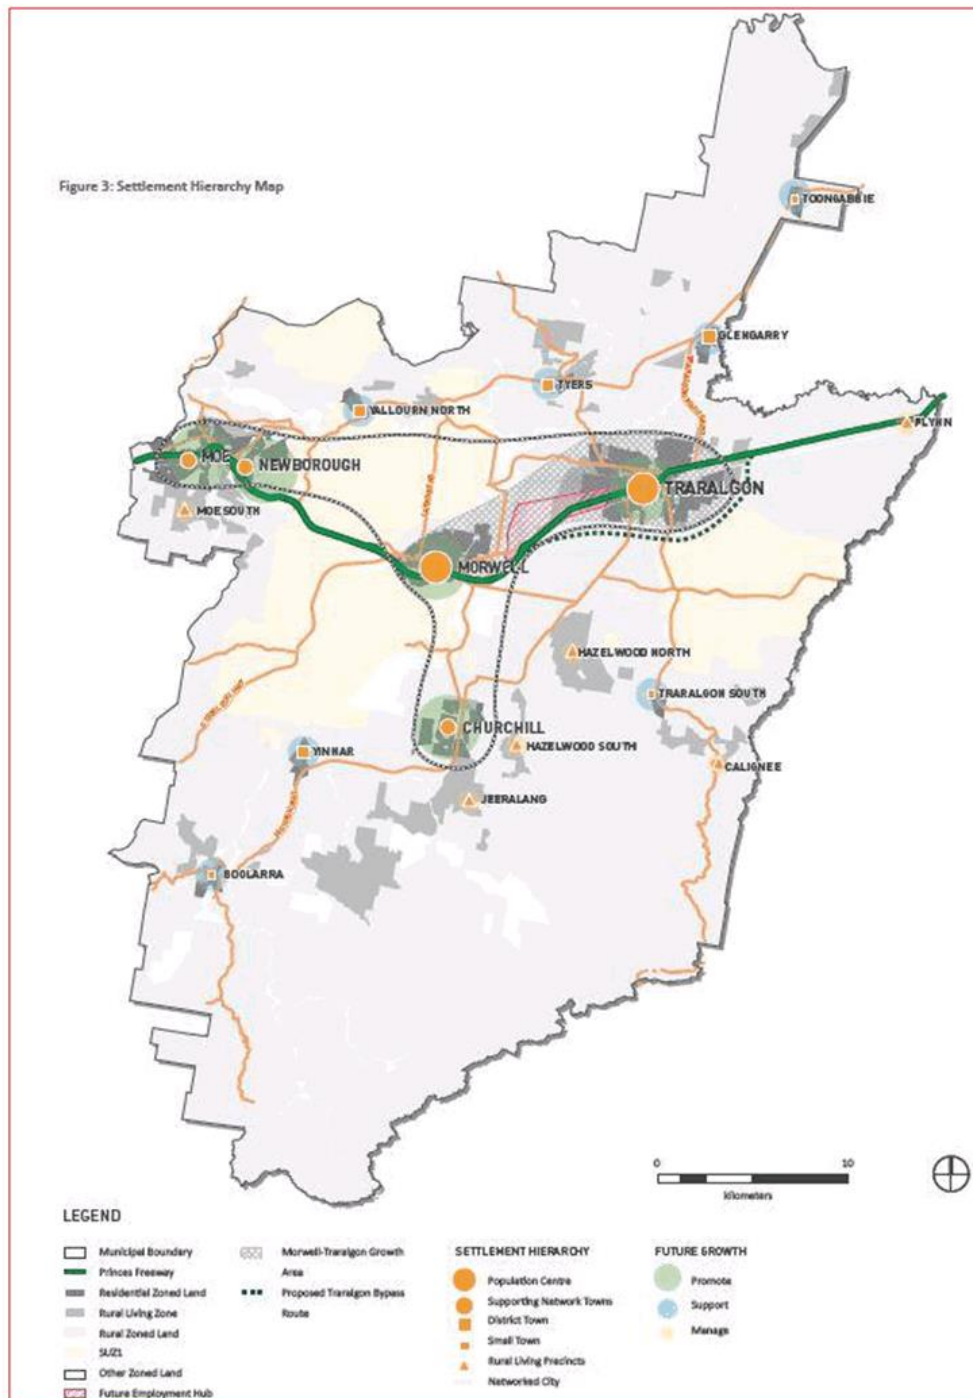 Figure 3: Settlement Hierarchy Map
TOONGABBIE
GLENGARRY
TYERS
YALLOURN NORTH
FLYNN
MOE
NEWBOROUGH
TRARALGON
MOE SOUTH
MORWELL
HAZELWOOD NORTH
TRARALGON SOUTH
CHURCHILL
HAZELWOOD SOUTH
YINNAR
CALIGNEE
JEERALANG
BOOLARRA
0 10
kilometers
LEGEND
Municipal Boundary
Princes Freeway
Residential Zoned Land
Rural Living Zone
Rural Zoned Land
SUZ1
Other Zoned Land
Future Employment Hub
Morwell-Traralgon Growth
Area
Proposed Traralgon Bypass
Route
SETTLEMENT HIERARCHY
Population Centre
Supporting Network Towns
District Town
Small Town
Rural Living Precincts
Networked City
FUTURE GROWTH
Promote
Support
Manage